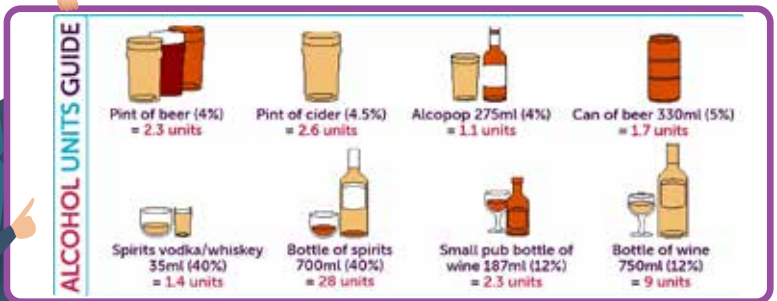 ALCOHOL UNITS GUIDE
Pint of beer (4%)
= 2.3 units
Pint of cider (4.5%)
= 2.6 units
Alcopop 275ml (4%)
= 1.1 units
Can of beer 330ml (5%)
= 1.7 units
Spirits vodka/whiskey
35ml (40%)
= 1.4 units
Bottle of spirits
700ml (40%)
= 28 units
Small pub bottle of
wine 187ml (12%)
= 2.3 units
Bottle of wine
750ml (12%)
= 9 units